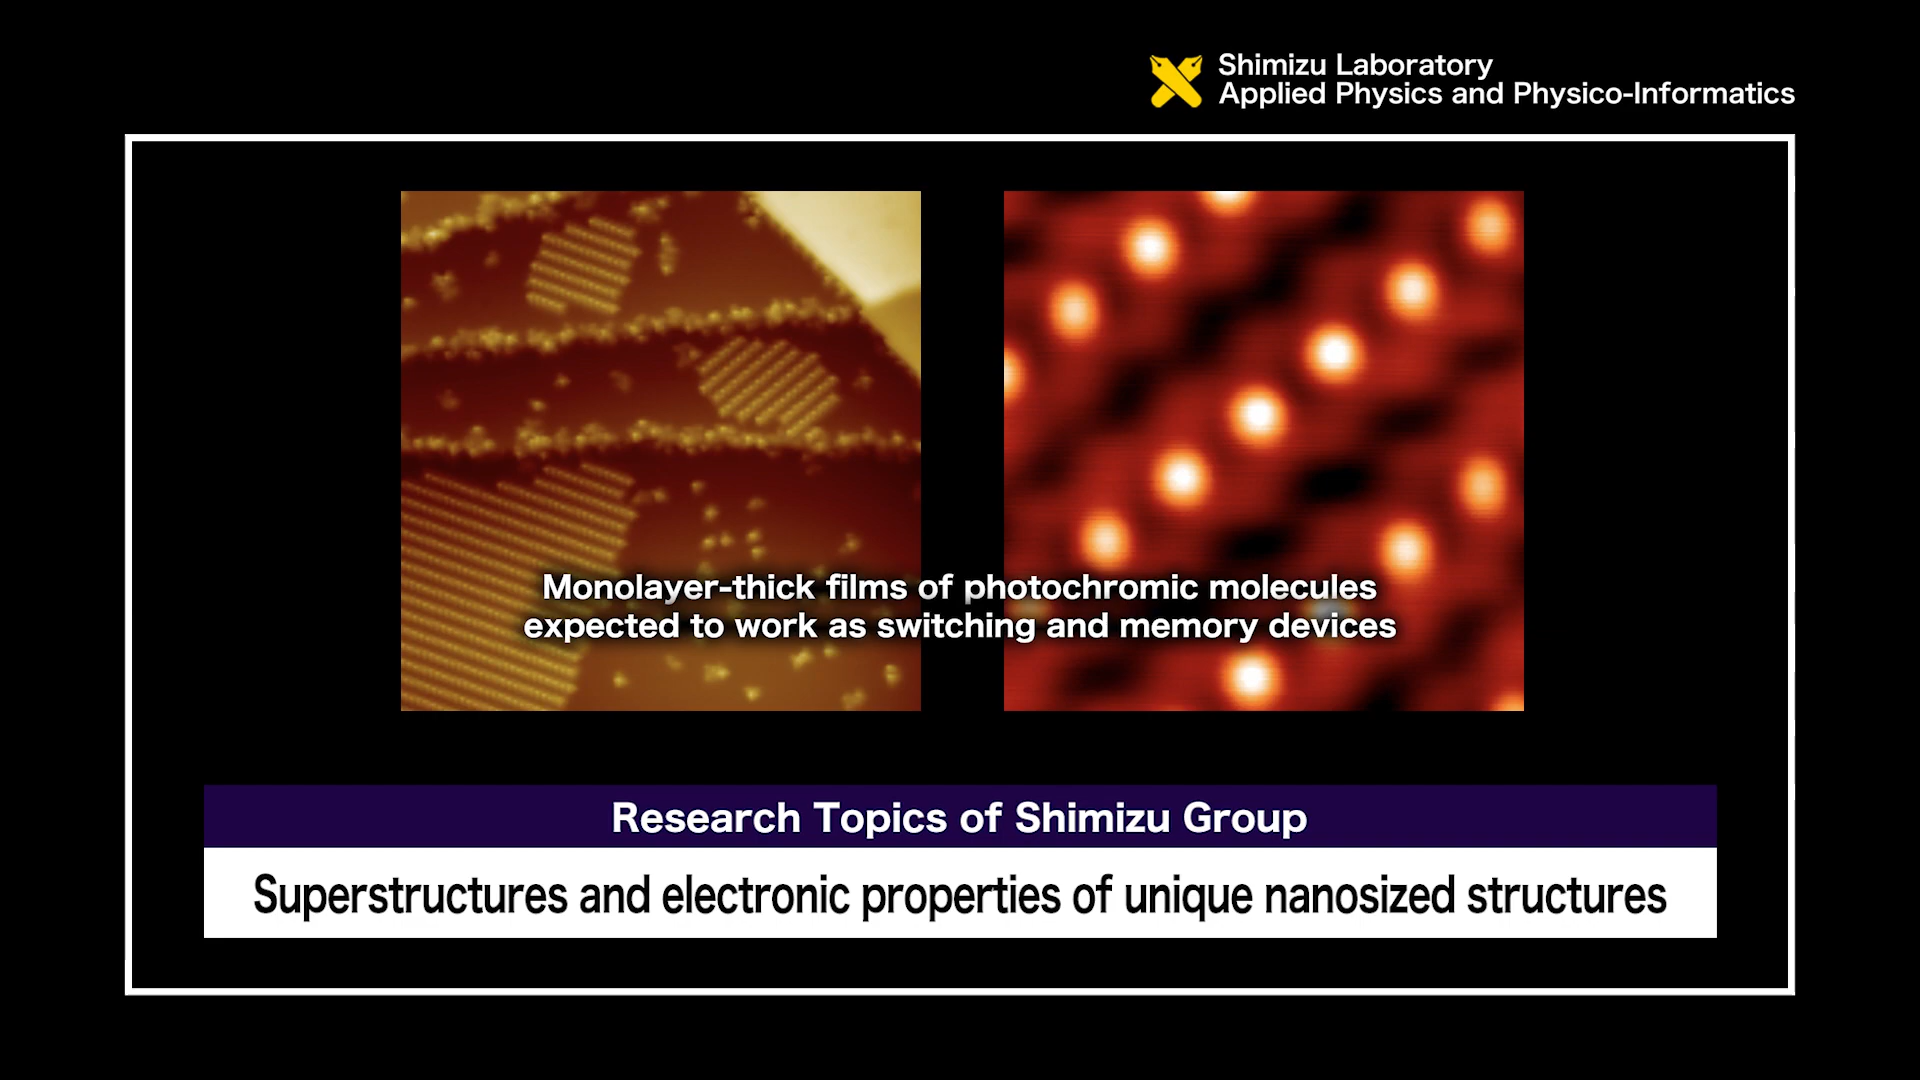 Shimizu Laboratory
Applied Physics and Physico-Informatics
Monolayer-thick films of photochromic molecules
expected to work as switching and memory devices
Research Topics of Shimizu Group
Superstructures and electronic properties of unique nanosized structures